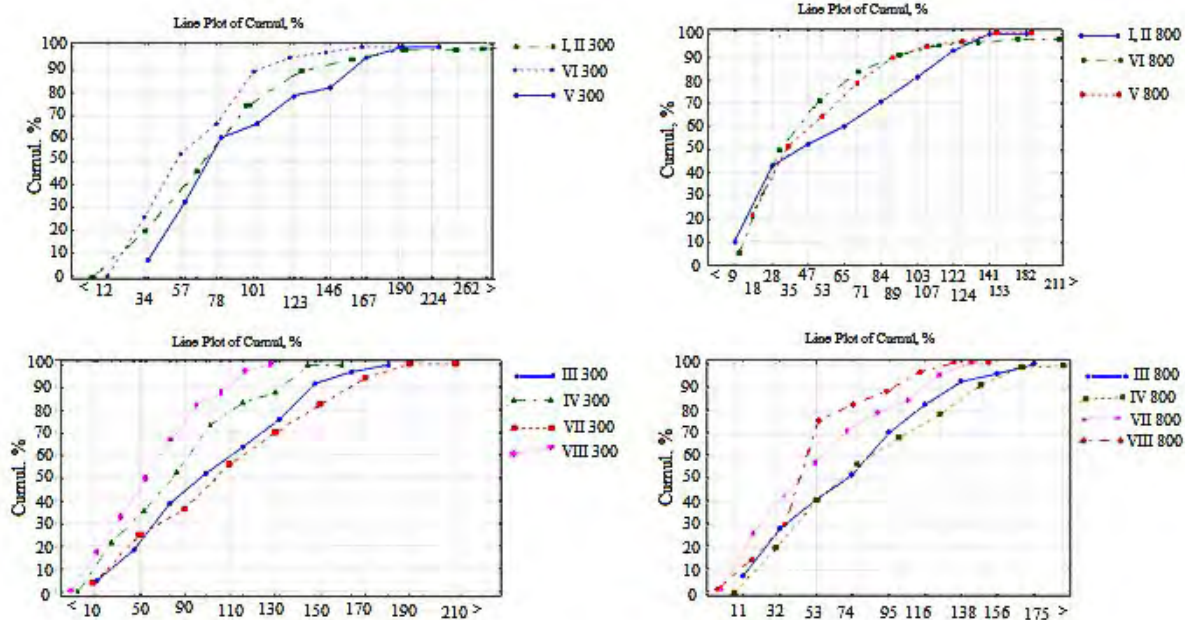 Line Plot of Cumul, %
Cumul. %
100
90
80
70
60
50
40
30
20
10
0
< 12 57 101 146 190 262 >
34 78 123 167 224
I, II 300
VI 300
V 300
Line Plot of Cumul, %
Cumul, %
100
90
80
70
60
50
40
30
20
10
0
< 9 28 47 65 84 103 122 141 182
18 35 53 71 89 107 124 153 211 >
I, II 800
VI 800
V 800
Line Plot of Cumul, %
Cumul. %
100
90
80
70
60
50
40
30
20
10
0
< 10 50 90 110 130 150 170 190 210 >
III 300
IV 300
VII 300
VIII 300
Line Plot of Cumul, %
Cumul. %
100
90
80
70
60
50
40
30
20
10
0
11 32 53 74 95 116 138 156 175 >
III 800
IV 800
VII 800
VIII 800